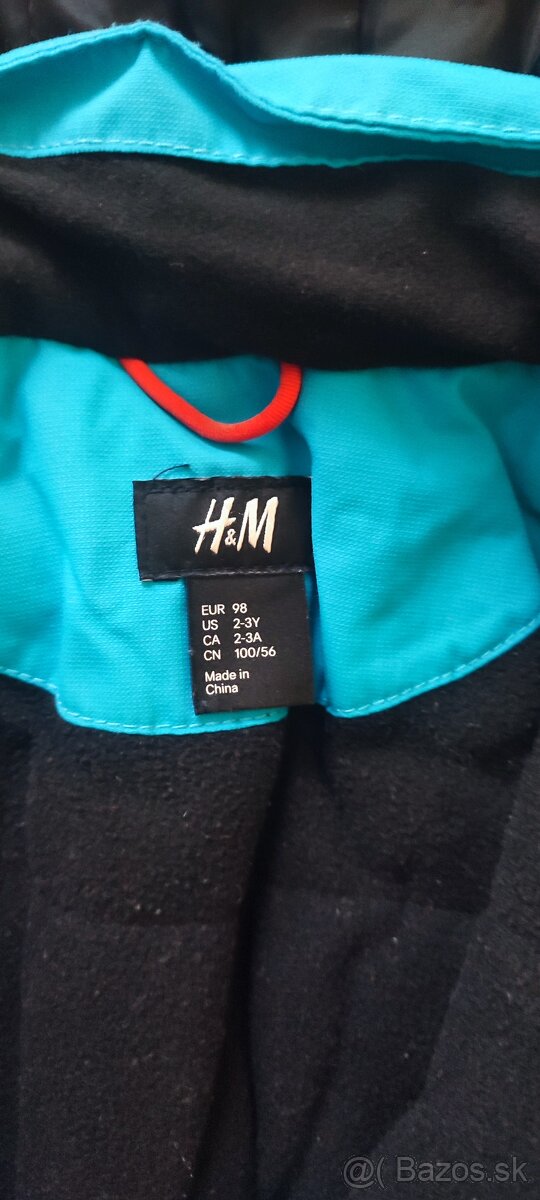 H&M
EUR 98
US 2-3Y
CA 2-3A
CN 100/56
Made in
China
@( Bazos.sk